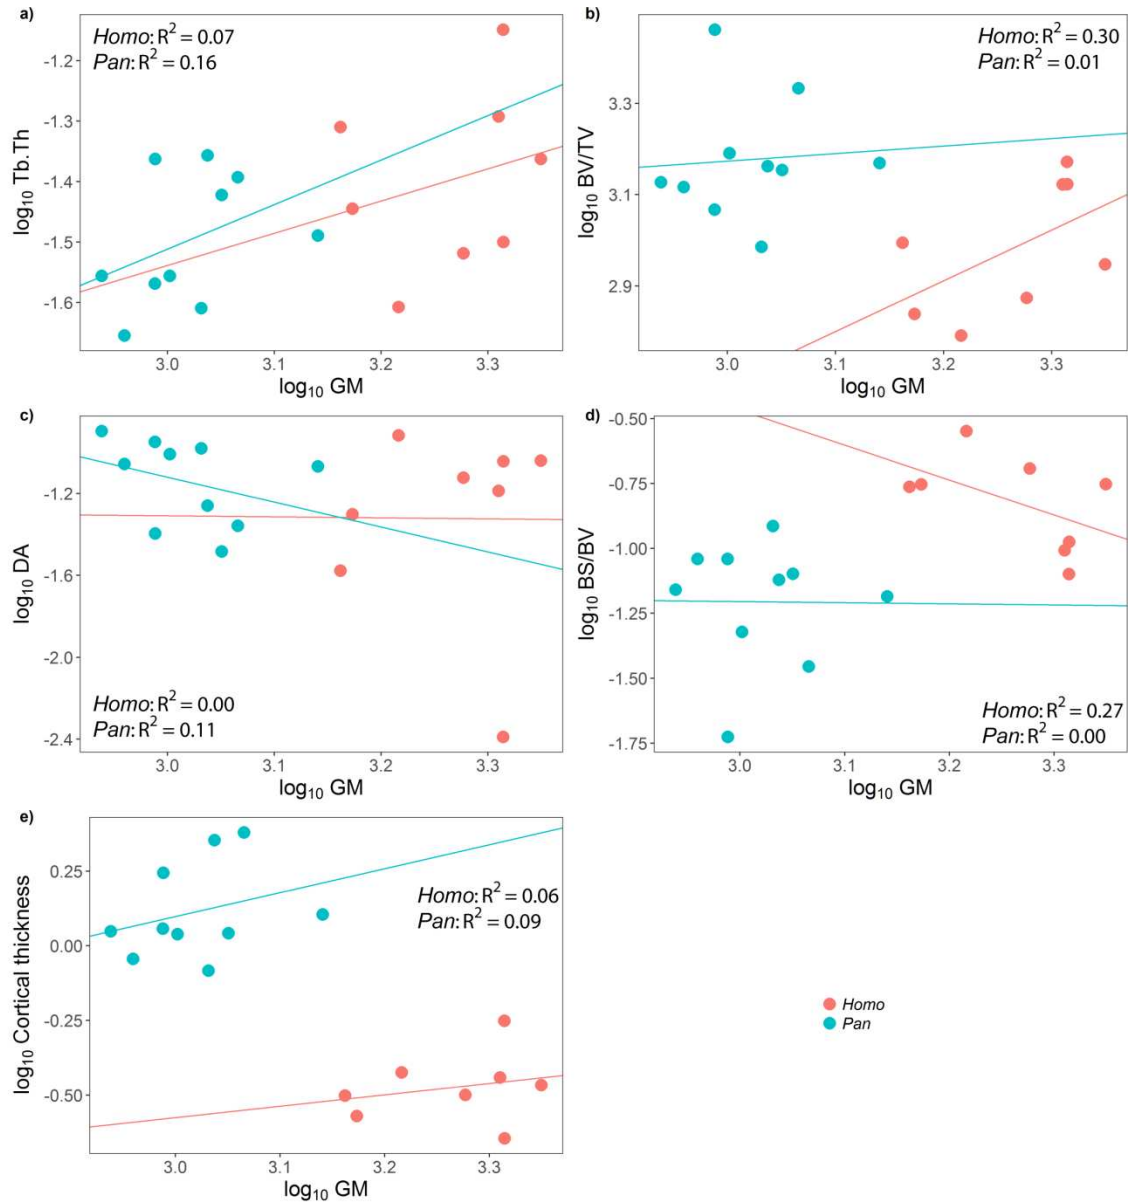 a)
Homo: R² = 0.07
Pan: R² = 0.16
log₁₀ Tb.Th
-1.2
-1.3
-1.4
-1.5
-1.6
3.0 3.1 3.2 3.3
log₁₀ GM
b)
Homo: R² = 0.30
Pan: R² = 0.01
log₁₀ BV/TV
3.3
3.1
2.9
3.0 3.1 3.2 3.3
log₁₀ GM
c)
log₁₀ DA
-1.2
-1.6
-2.0
-2.4
Homo: R² = 0.00
Pan: R² = 0.11
3.0 3.1 3.2 3.3
log₁₀ GM
d)
log₁₀ BS/BV
-0.50
-0.75
-1.00
-1.25
-1.50
-1.75
Homo: R² = 0.27
Pan: R² = 0.00
3.0 3.1 3.2 3.3
log₁₀ GM
e)
log₁₀ Cortical thickness
0.25
0.00
-0.25
-0.50
Homo: R² = 0.06
Pan: R² = 0.09
3.0 3.1 3.2 3.3
log₁₀ GM
Homo
Pan